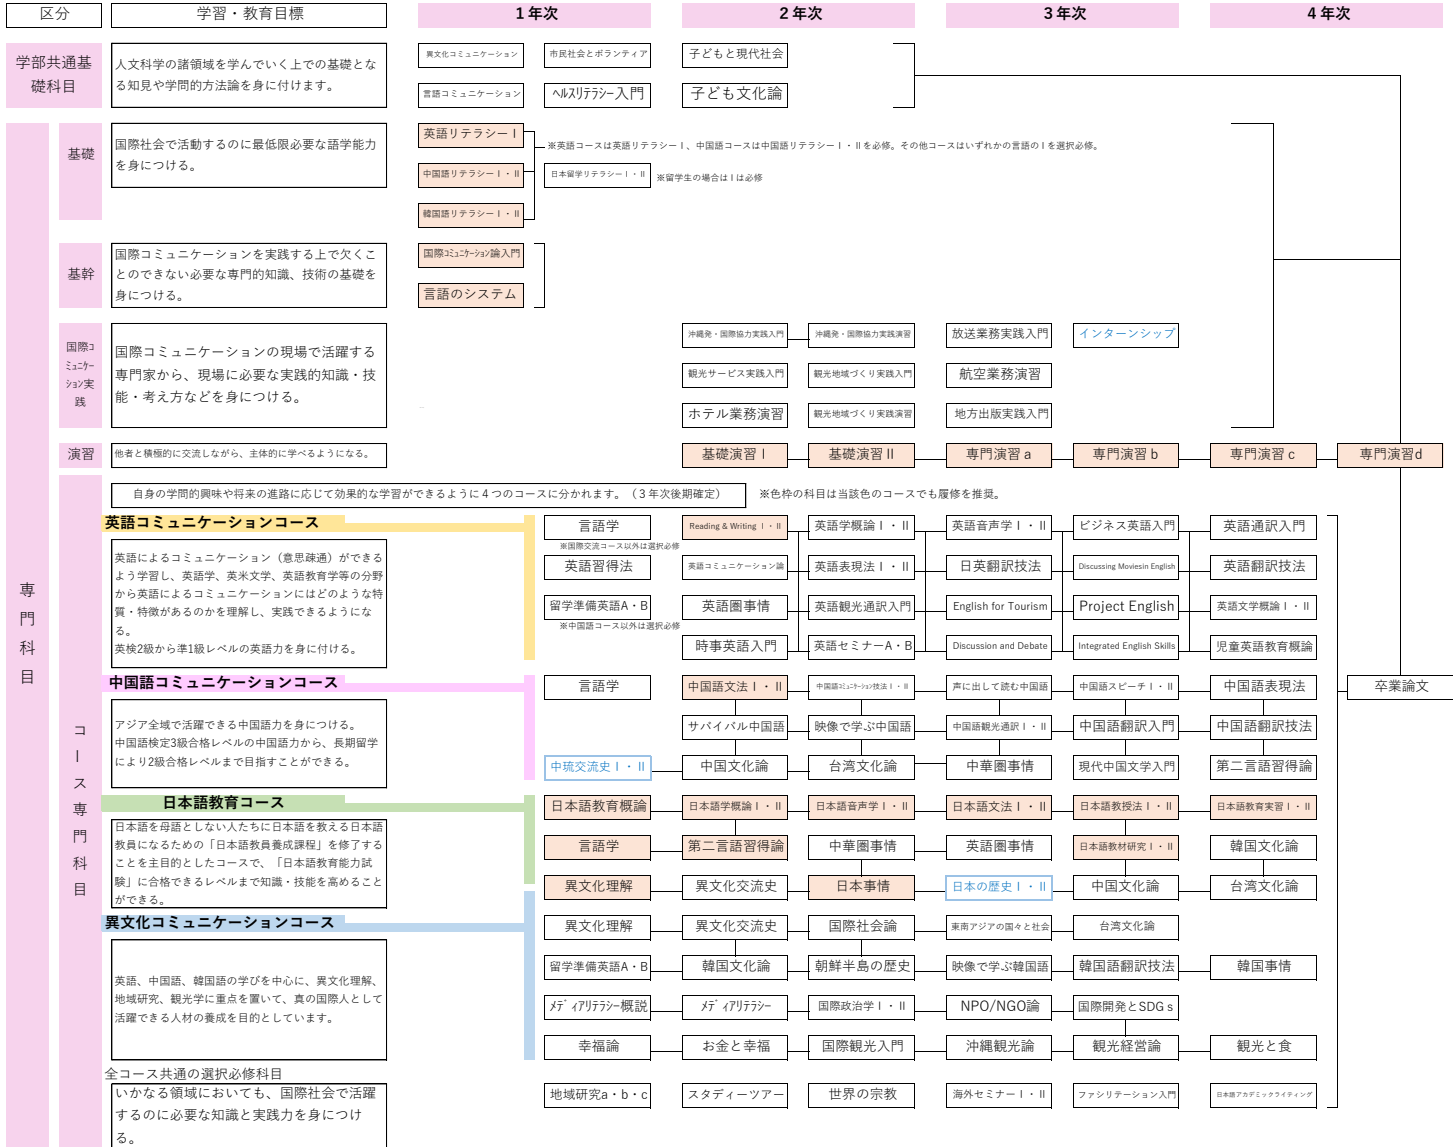 区分 学習・教育目標 1年次 2年次 3年次 4年次
学部共通基
礎科目
人文科学の諸領域を学んでいく上での基礎とな
る知見や学問的方法論を身に付けます。
異文化コミュニケーション 市民社会とボランティア 子どもと現代社会
言語コミュニケーション ヘルスリテラシー入門 子ども文化論
専門科目
基礎
国際社会で活動するのに最低限必要な語学能力
を身につける。
英語リテラシーⅠ
※英語コースは英語リテラシーⅠ、中国語コースは中国語リテラシーⅠ・Ⅱを必修。その他コースはいずれかの言語のⅠを選択必修。
中国語リテラシーⅠ・Ⅱ 日本留学リテラシーⅠ・Ⅱ ※留学生の場合はⅠは必修
韓国語リテラシーⅠ・Ⅱ
基幹
国際コミュニケーションを実践する上で欠くこ
とのできない必要な専門的知識、技術の基礎を
身につける。
国際コミュニケーション論入門
言語のシステム
国際コ
ミュニケー
ション実
践
国際コミュニケーションの現場で活躍する
専門家から、現場に必要な実践的知識・技
能・考え方などを身につける。
沖縄発・国際協力実践入門 沖縄発・国際協力実践演習 放送業務実践入門 インターンシップ
観光サービス実践入門 観光地域づくり実践入門 航空業務演習
ホテル業務演習 観光地域づくり実践演習 地方出版実践入門
演習
他者と積極的に交流しながら、主体的に学べるようになる。
基礎演習Ⅰ 基礎演習Ⅱ 専門演習a 専門演習b 専門演習c 専門演習d
コース専門科目
自身の学問的興味や将来の進路に応じて効果的な学習ができるように4つのコースに分かれます。（3年次後期確定） ※色枠の科目は当該色のコースでも履修を推奨。
英語コミュニケーションコース
英語によるコミュニケーション（意思疎通）ができる
よう学習し、英語学、英米文学、英語教育学等の分野
から英語によるコミュニケーションにはどのような特
質・特徴があるのかを理解し、実践できるようにな
る。
英検2級から準1級レベルの英語力を身に付ける。
言語学 Reading & Writing Ⅰ・Ⅱ 英語学概論Ⅰ・Ⅱ 英語音声学Ⅰ・Ⅱ ビジネス英語入門 英語通訳入門
※国際交流コース以外は選択必修
英語習得法 英語コミュニケーション論 英語表現法Ⅰ・Ⅱ 日英翻訳技法 Discussing Moviesin English 英語翻訳技法
留学準備英語A・B 英語圏事情 英語観光通訳入門 English for Tourism Project English 英語文学概論Ⅰ・Ⅱ
※中国語コース以外は選択必修
時事英語入門 英語セミナーA・B Discussion and Debate Integrated English Skills 児童英語教育概論
中国語コミュニケーションコース
アジア全域で活躍できる中国語力を身につける。
中国語検定3級合格レベルの中国語力から、長期留学
により2級合格レベルまで目指すことができる。
言語学 中国語文法Ⅰ・Ⅱ 中国語コミュニケーション技法Ⅰ・Ⅱ 声に出して読む中国語 中国語スピーチⅠ・Ⅱ 中国語表現法 卒業論文
サバイバル中国語 映像で学ぶ中国語 中国語観光通訳Ⅰ・Ⅱ 中国語翻訳入門 中国語翻訳技法
中琉交流史Ⅰ・Ⅱ 中国文化論 台湾文化論 中華圏事情 現代中国文学入門 第二言語習得論
日本語教育コース
日本語を母語としない人たちに日本語を教える日本語
教員になるための「日本語教員養成課程」を修了する
ことを主目的としたコースで、「日本語教育能力試
験」に合格できるレベルまで知識・技能を高めること
ができる。
日本語教育概論 日本語学概論Ⅰ・Ⅱ 日本語音声学Ⅰ・Ⅱ 日本語文法Ⅰ・Ⅱ 日本語教授法Ⅰ・Ⅱ 日本語教育実習Ⅰ・Ⅱ
言語学 第二言語習得論 中華圏事情 英語圏事情 日本語教材研究Ⅰ・Ⅱ 韓国文化論
異文化理解 異文化交流史 日本事情 日本の歴史Ⅰ・Ⅱ 中国文化論 台湾文化論
異文化コミュニケーションコース
英語、中国語、韓国語の学びを中心に、異文化理解、
地域研究、観光学に重点を置いて、真の国際人として
活躍できる人材の養成を目的としています。
異文化理解 異文化交流史 国際社会論 東南アジアの国々と社会 台湾文化論
留学準備英語A・B 韓国文化論 朝鮮半島の歴史 映像で学ぶ韓国語 韓国語翻訳技法 韓国事情
メディアリテラシー概説 メディアリテラシー 国際政治学Ⅰ・Ⅱ NPO/NGO論 国際開発とSDGs
幸福論 お金と幸福 国際観光入門 沖縄観光論 観光経営論 観光と食
全コース共通の選択必修科目
いかなる領域においても、国際社会で活躍
するのに必要な知識と実践力を身につけ
る。
地域研究a・b・c スタディーツアー 世界の宗教 海外セミナーⅠ・Ⅱ ファシリテーション入門 日本語アカデミックライティング